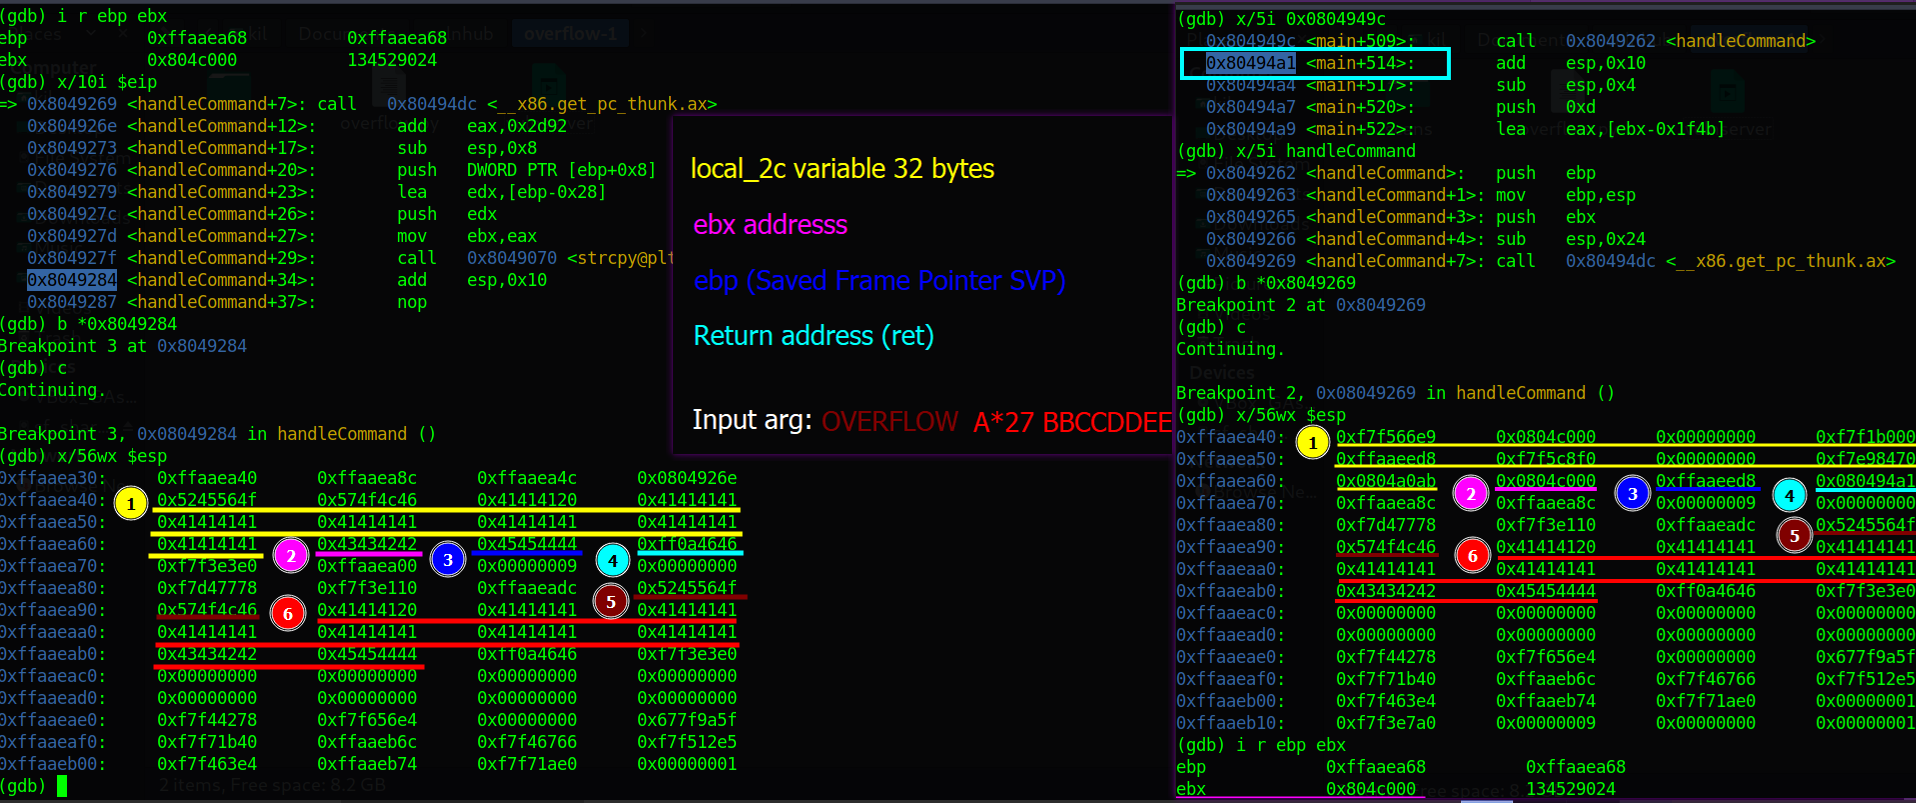 (gdb) i r ebp ebx
ebp 0xffaaea68 0xffaaea68
ebx 0x804c000 134529024
(gdb) x/10i $eip
=> 0x8049269 <handleCommand+7>: call 0x80494dc <__x86.get_pc_thunk.ax>
0x804926e <handleCommand+12>: add eax,0x2d92
0x8049273 <handleCommand+17>: sub esp,0x8
0x8049276 <handleCommand+20>: push DWORD PTR [ebp+0x8]
0x8049279 <handleCommand+23>: lea edx,[ebp-0x28]
0x804927c <handleCommand+26>: push edx
0x804927d <handleCommand+27>: mov ebx,eax
0x804927f <handleCommand+29>: call 0x8049070 <strcpy@plt
0x8049284 <handleCommand+34>: add esp,0x10
0x8049287 <handleCommand+37>: nop
(gdb) b *0x8049284
Breakpoint 3 at 0x8049284
(gdb) c
Continuing.
Breakpoint 3, 0x08049284 in handleCommand ()
(gdb) x/56wx $esp
0xffaaea30: 0xffaaea40 0xffaaea8c 0xffaaea4c 0x0804926e
0xffaaea40: 1 0x5245564f 0x574f4c46 0x41414120 0x41414141
0xffaaea50: 0x41414141 0x41414141 0x41414141 0x41414141
0xffaaea60: 0x41414141 2 0x43434242 3 0x45454444 4 0xff0a4646
0xffaaea70: 0xf7f3e3e0 0xffaaea00 0x00000009 0x00000000
0xffaaea80: 0xf7d47778 0xf7f3e110 0xffaaeadc 5 0x5245564f
0xffaaea90: 0x574f4c46 6 0x41414120 0x41414141 0x41414141
0xffaaeaa0: 0x41414141 0x41414141 0x41414141 0x41414141
0xffaaeab0: 0x43434242 0x45454444 0xff0a4646 0xf7f3e3e0
0xffaaeac0: 0x00000000 0x00000000 0x00000000 0x00000000
0xffaaead0: 0x00000000 0x00000000 0x00000000 0x00000000
0xffaaeae0: 0xf7f44278 0xf7f656e4 0x00000000 0x677f9a5f
0xffaaeaf0: 0xf7f71b40 0xffaaeb6c 0xf7f46766 0xf7f512e5
0xffaaeb00: 0xf7f463e4 0xffaaeb74 0xf7f71ae0 0x00000001
(gdb)
2 items, Free space: 8.2 GB
local_2c variable 32 bytes
ebx addresss
ebp (Saved Frame Pointer SVP)
Return address (ret)
Input arg: OVERFLOW A*27 BBCCDDEE
(gdb) x/5i 0x0804949c
0x804949c <main+509>: call 0x8049262 <handleCommand>
0x80494a1 <main+514>: add esp,0x10
0x80494a4 <main+517>: sub esp,0x4
0x80494a7 <main+520>: push 0xd
0x80494a9 <main+522>: lea eax,[ebx-0x1f4b]
(gdb) x/5i handleCommand
=> 0x8049262 <handleCommand>: push ebp
0x8049263 <handleCommand+1>: mov ebp,esp
0x8049265 <handleCommand+3>: push ebx
0x8049266 <handleCommand+4>: sub esp,0x24
0x8049269 <handleCommand+7>: call 0x80494dc <__x86.get_pc_thunk.ax>
(gdb) b *0x8049269
Breakpoint 2 at 0x8049269
(gdb) c
Continuing.
Devices
Breakpoint 2, 0x08049269 in handleCommand ()
(gdb) x/56wx $esp
0xffaaea40: 1 0xf7f566e9 0x0804c000 0x00000000 0xf7f1b000
0xffaaea50: 0xffaaeed8 0xf7f5c8f0 0x00000000 0xf7e98470
0xffaaea60: 0x0804a0ab 2 0x0804c000 3 0xffaaeed8 4 0x080494a1
0xffaaea70: 0xffaaea8c 0xffaaea8c 0x00000009 0x00000000
0xffaaea80: 0xf7d47778 0xf7f3e110 0xffaaeadc 5 0x5245564f
0xffaaea90: 0x574f4c46 6 0x41414120 0x41414141 0x41414141
0xffaaeaa0: 0x41414141 0x41414141 0x41414141 0x41414141
0xffaaeab0: 0x43434242 0x45454444 0xff0a4646 0xf7f3e3e0
0xffaaeac0: 0x00000000 0x00000000 0x00000000 0x00000000
0xffaaead0: 0x00000000 0x00000000 0x00000000 0x00000000
0xffaaeae0: 0xf7f44278 0xf7f656e4 0x00000000 0x677f9a5f
0xffaaeaf0: 0xf7f71b40 0xffaaeb6c 0xf7f46766 0xf7f512e5
0xffaaeb00: 0xf7f463e4 0xffaaeb74 0xf7f71ae0 0x00000001
0xffaaeb10: 0xf7f3e7a0 0x00000009 0x00000000 0x00000001
(gdb) i r ebp ebx
ebp 0xffaaea68 0xffaaea68
ebx 0x804c000 134529024